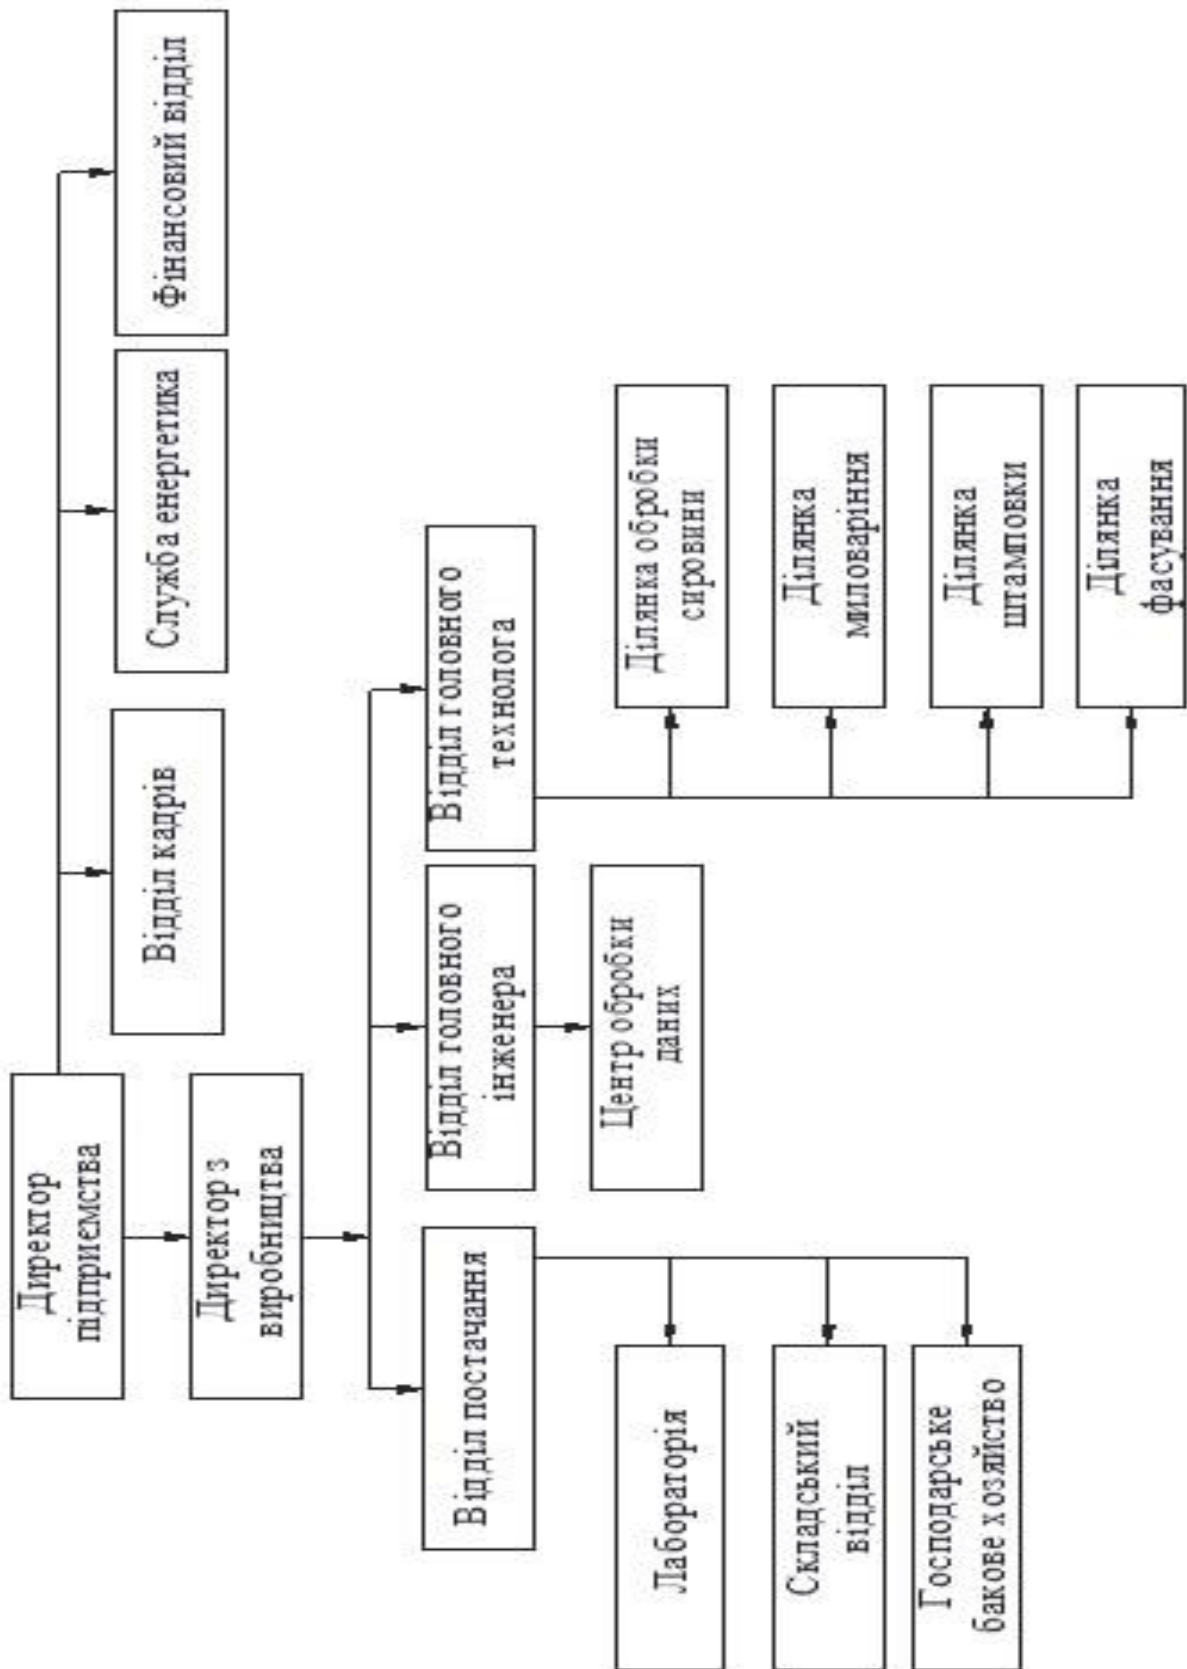 Директор
підприємства
Відділ кадрів
Служба енергетика
Фінансовий відділ
Директор з
виробництва
Відділ постачання
Відділ головного
інженера
Відділ головного
технолога
Лабораторія
Складський
відділ
Господарське
бакове хозяйство
Центр обробки
даних
Ділянка обробки
сировини
Ділянка
миловаріння
Ділянка
штамповки
Ділянка
фасування